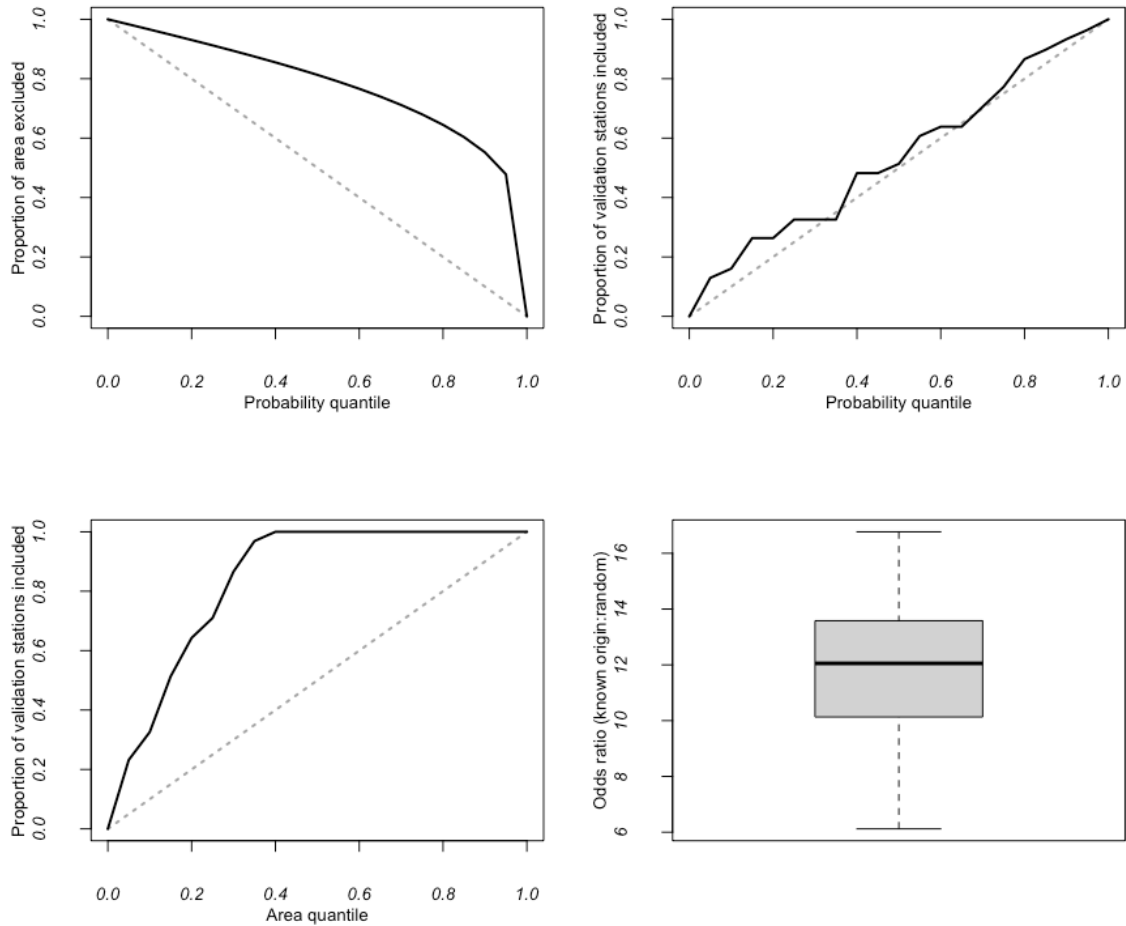 Proportion of area excluded
1.0
0.8
0.6
0.4
0.2
0.0
0.0 0.2 0.4 0.6 0.8 1.0
Probability quantile
Proportion of validation stations included
1.0
0.8
0.6
0.4
0.2
0.0
0.0 0.2 0.4 0.6 0.8 1.0
Probability quantile
Proportion of validation stations included
1.0
0.8
0.6
0.4
0.2
0.0
0.0 0.2 0.4 0.6 0.8 1.0
Area quantile
Odds ratio (known origin:random)
16
14
12
10
8
6